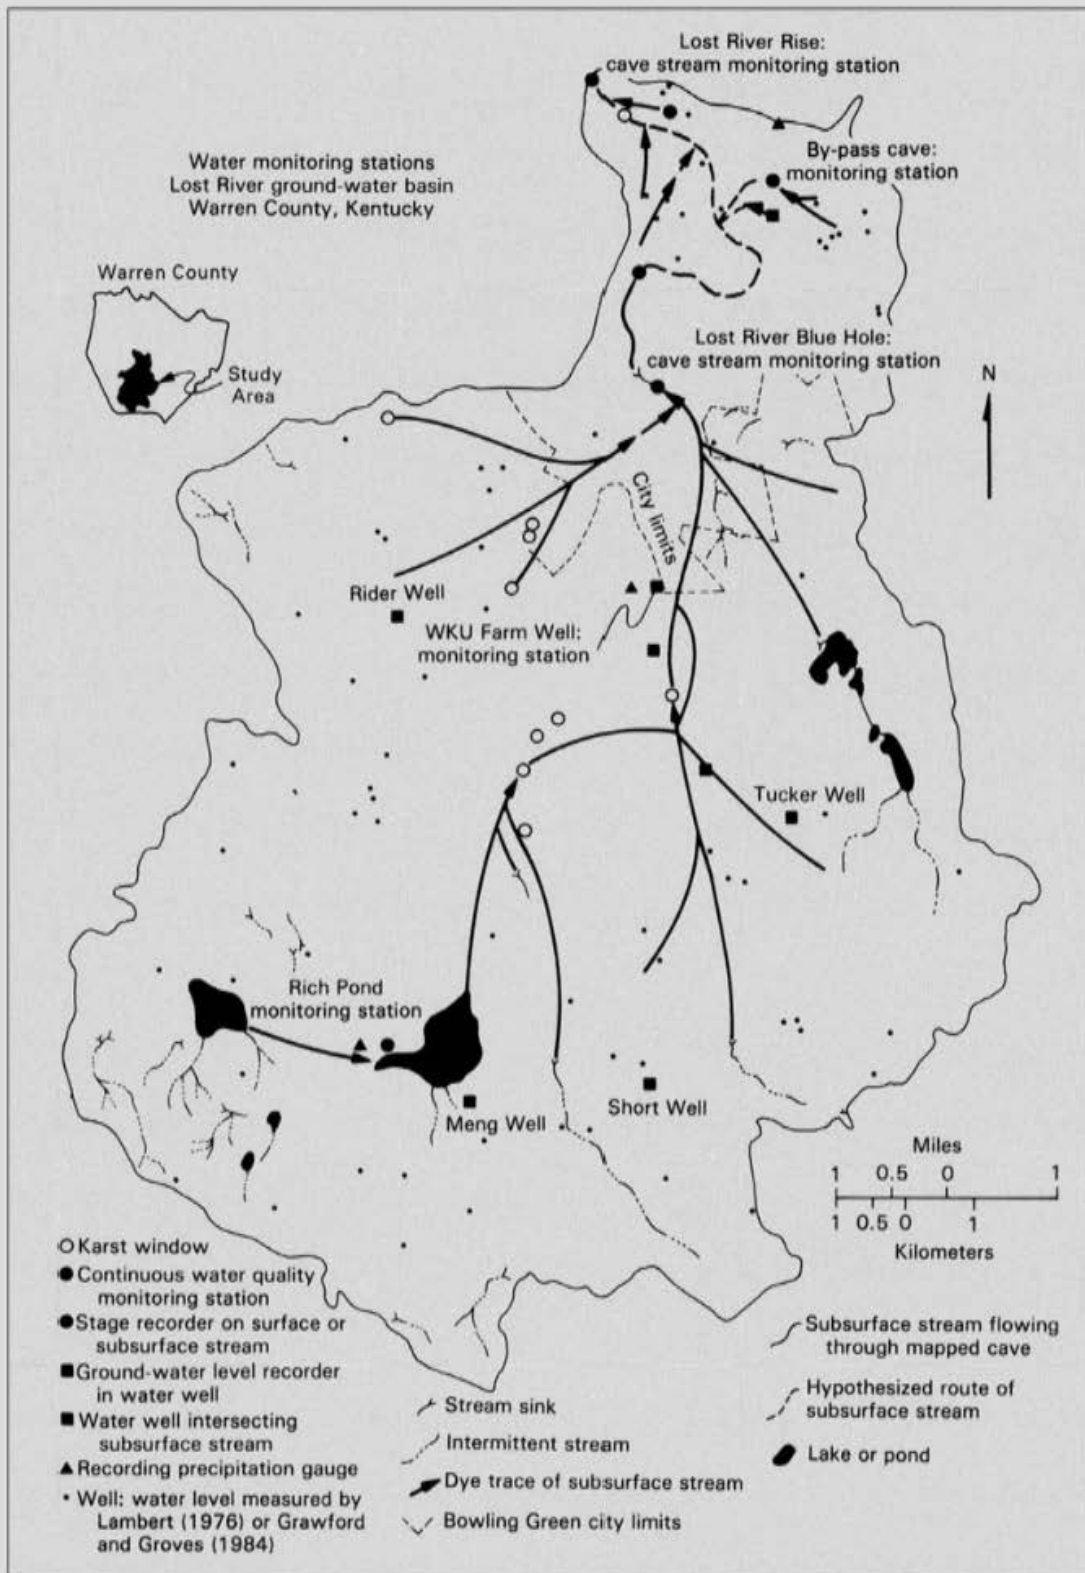 Lost River Rise:
cave stream monitoring station
Water monitoring stations
Lost River ground-water basin
Warren County, Kentucky
By-pass cave:
monitoring station
Warren County
Study
Area
Lost River Blue Hole:
cave stream monitoring station
N
City limits
Rider Well
WKU Farm Well:
monitoring station
Tucker Well
Rich Pond
monitoring station
Meng Well
Short Well
Miles
1 0.5 0 1
1 0.5 0 1
Kilometers
Karst window
Continuous water quality
monitoring station
Stage recorder on surface or
subsurface stream
Ground-water level recorder
in water well
Water well intersecting
subsurface stream
Recording precipitation gauge
Well: water level measured by
Lambert (1976) or Grawford
and Groves (1984)
Stream sink
Intermittent stream
Dye trace of subsurface stream
Bowling Green city limits
Subsurface stream flowing
through mapped cave
Hypothesized route of
subsurface stream
Lake or pond